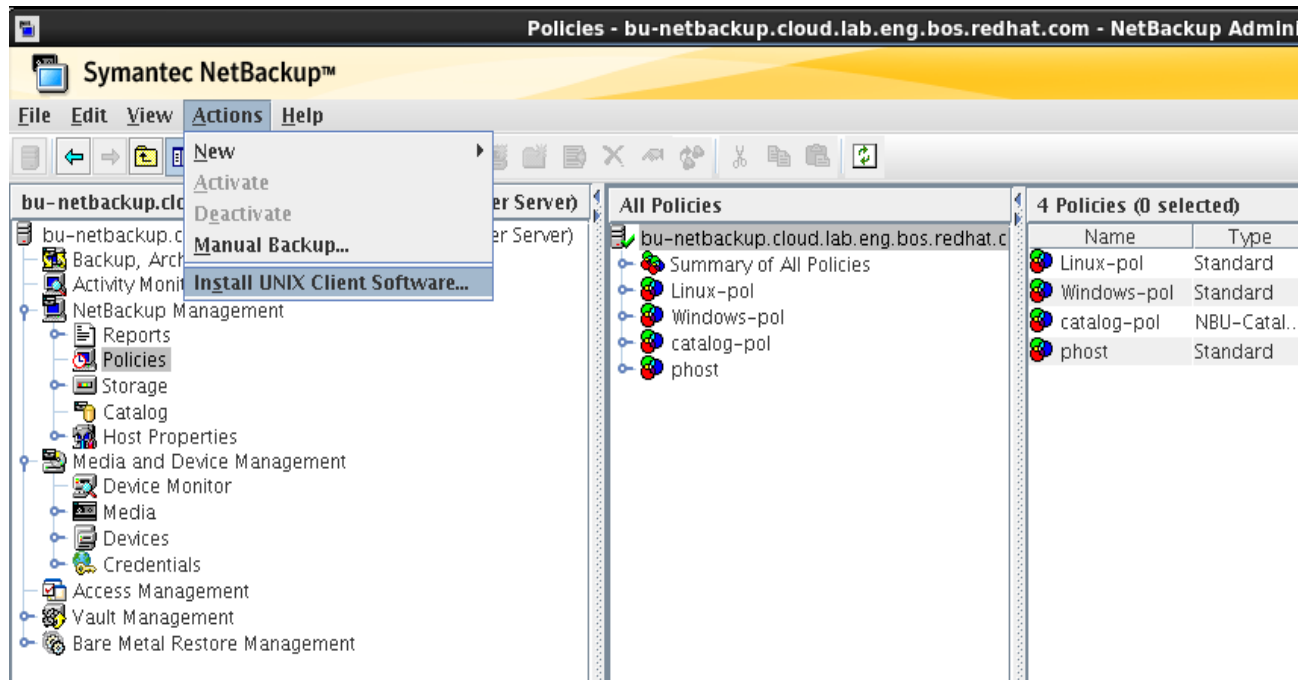 Policies - bu-netbackup.cloud.lab.eng.bos.redhat.com - NetBackup Admini
Symantec NetBackup™
File Edit View Actions Help
New
Activate
Deactivate
Manual Backup...
Install UNIX Client Software...
bu-netbackup.clo
er Server)
bu-netbackup.c
er Server)
Backup, Arch
Activity Monit
NetBackup Management
Reports
Policies
Storage
Catalog
Host Properties
Media and Device Management
Device Monitor
Media
Devices
Credentials
Access Management
Vault Management
Bare Metal Restore Management
All Policies
bu-netbackup.cloud.lab.eng.bos.redhat.c
Summary of All Policies
Linux-pol
Windows-pol
catalog-pol
phost
4 Policies (0 selected)
Name Type
Linux-pol Standard
Windows-pol Standard
catalog-pol NBU-Catal...
phost Standard